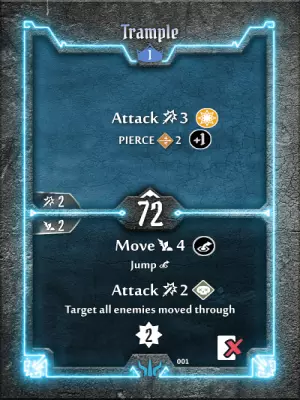 Trample
1
Attack 3
PIERCE 2 +1
2
72
2
Move 4
Jump
Attack 2
Target all enemies moved through
2
001